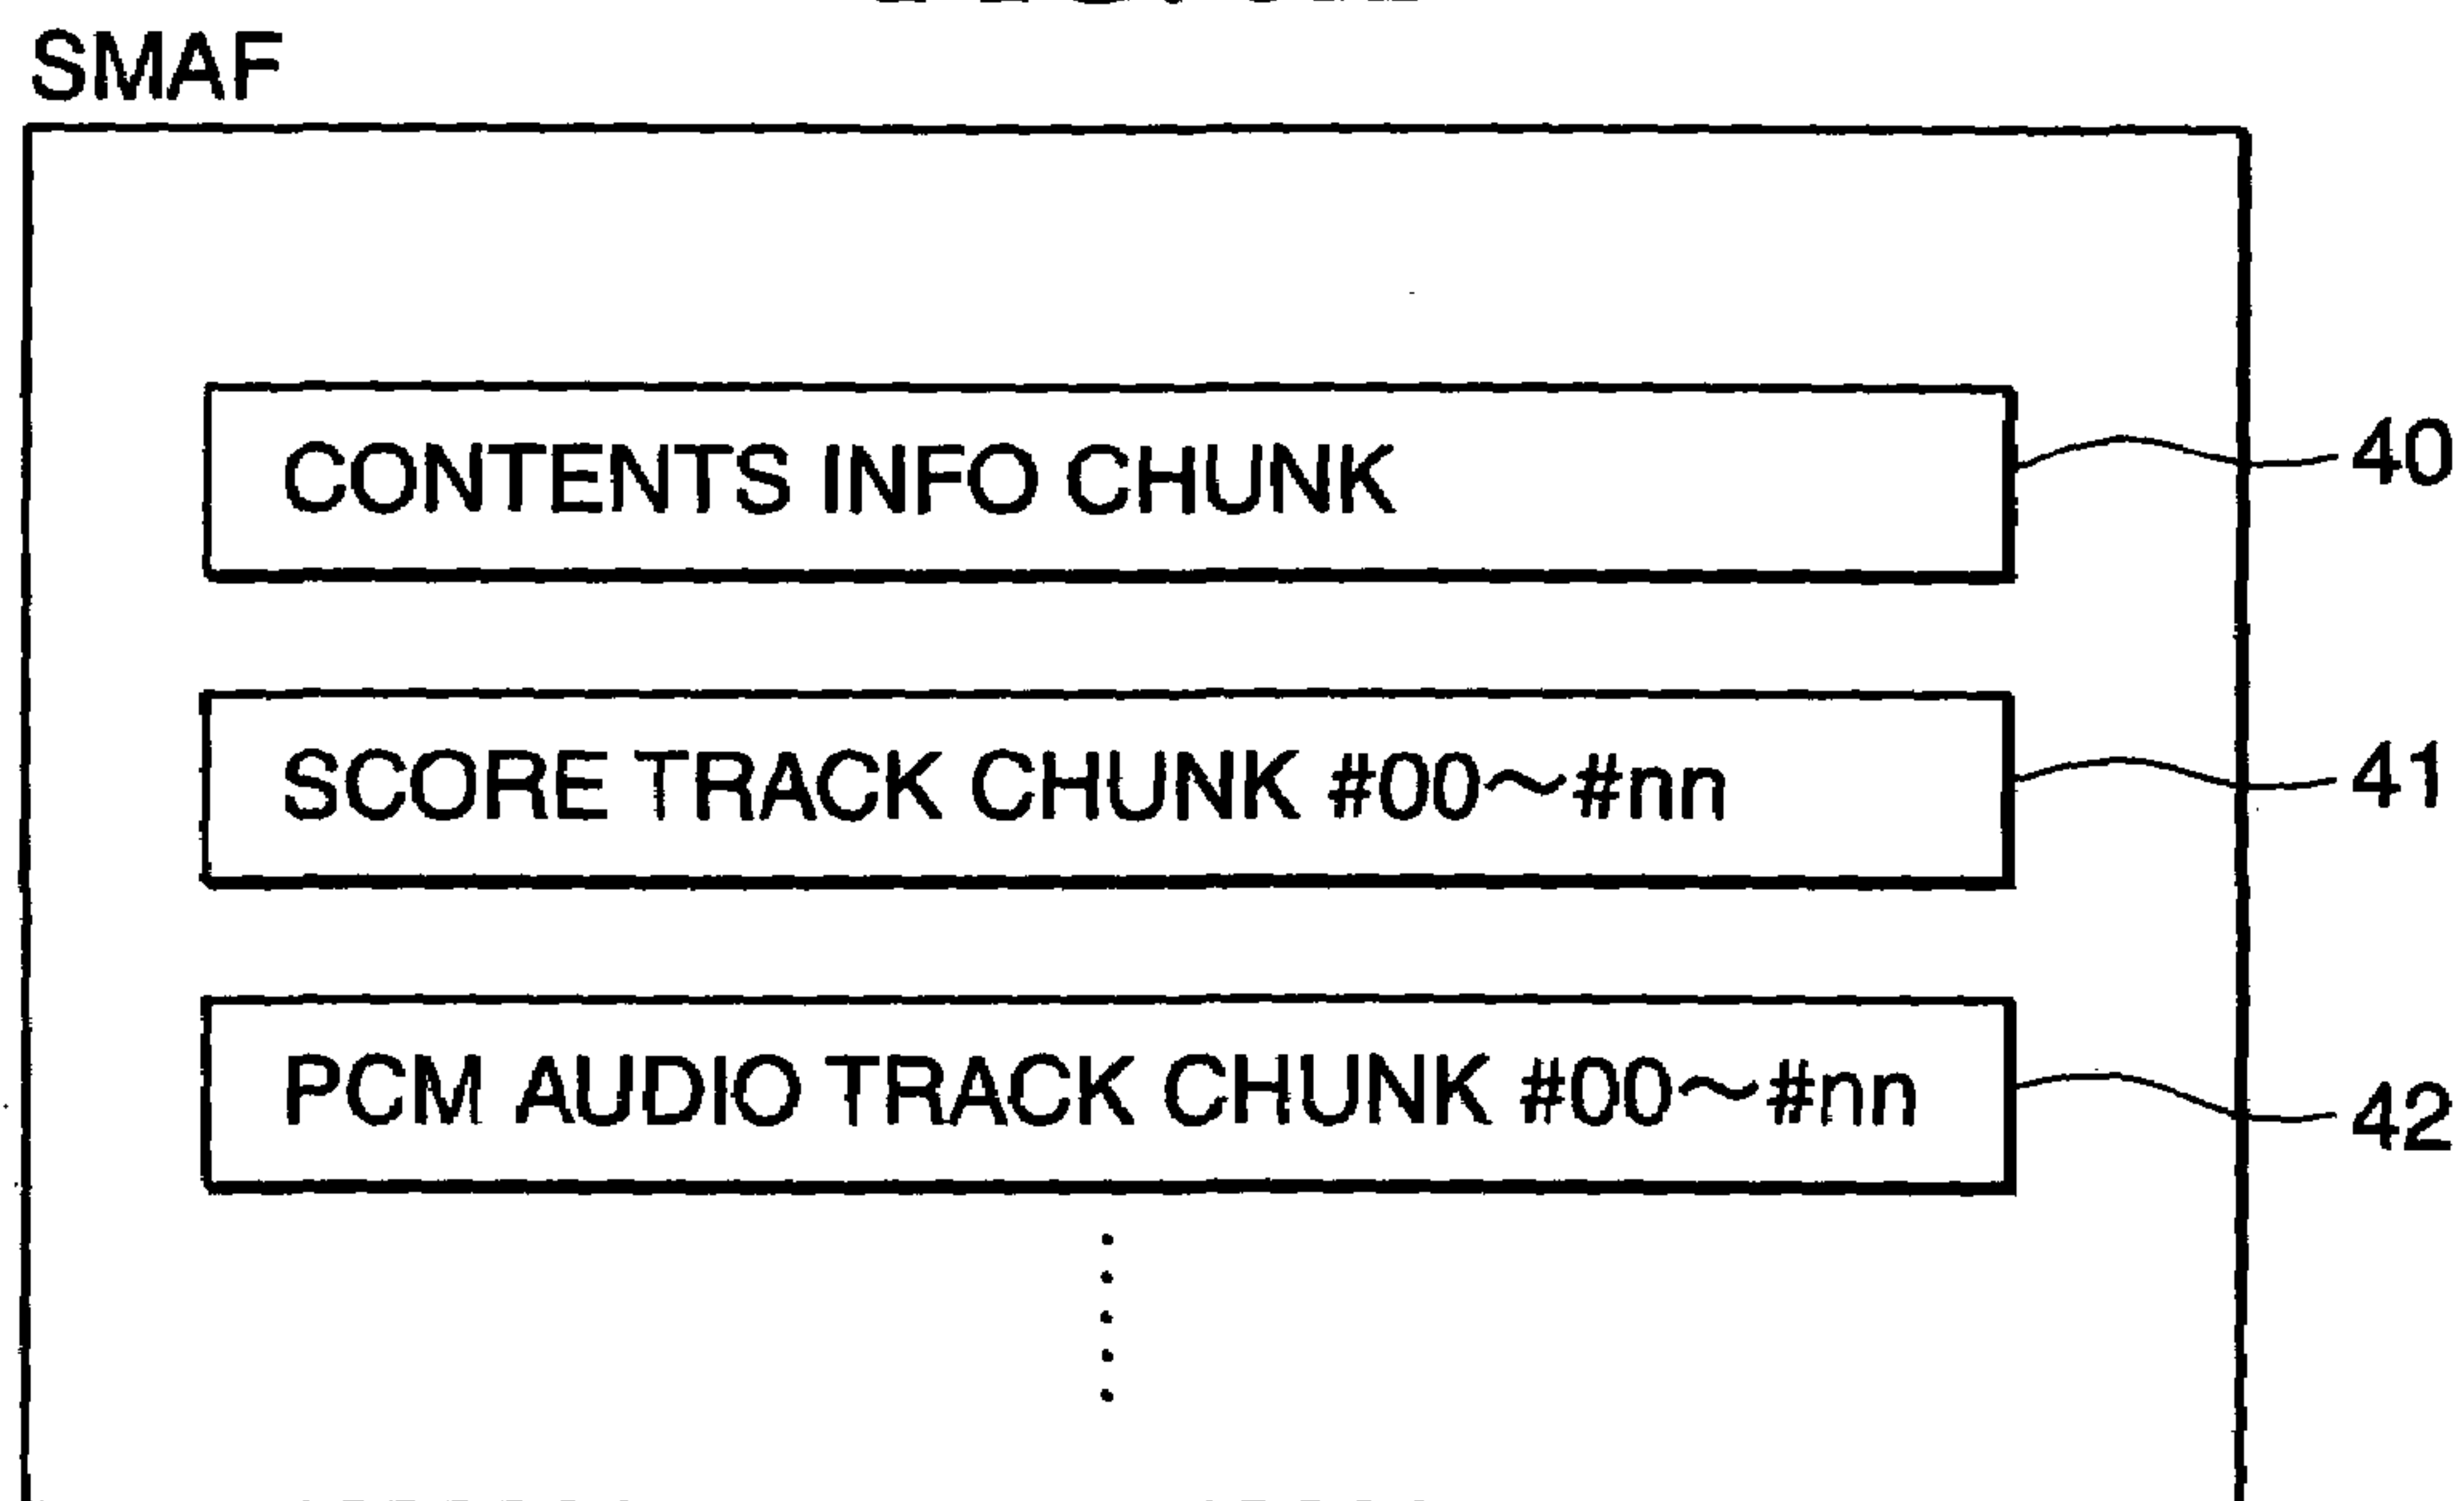 SMAF
CONTENTS INFO CHUNK
40
SCORE TRACK CHUNK #00~#nn
41
PCM AUDIO TRACK CHUNK #00~#nn
42